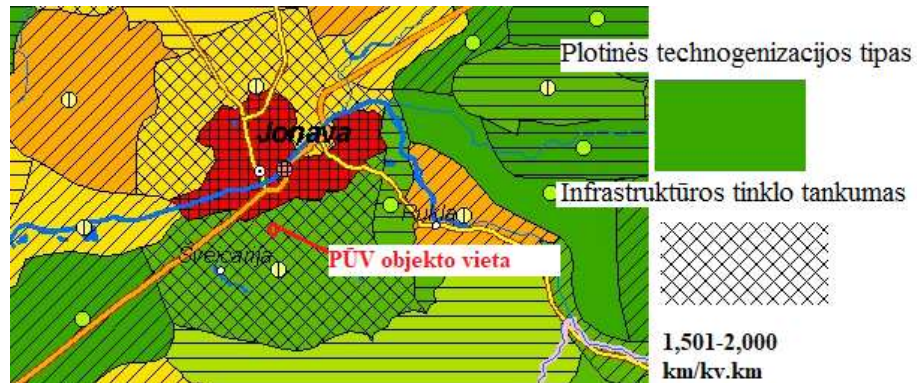 Plotinės technogenizacijos tipas
Jonava
Infrastruktūros tinklo tankumas
Rukla
Šveicarija
PŪV objekto vieta
1,501-2,000
km/kv.km